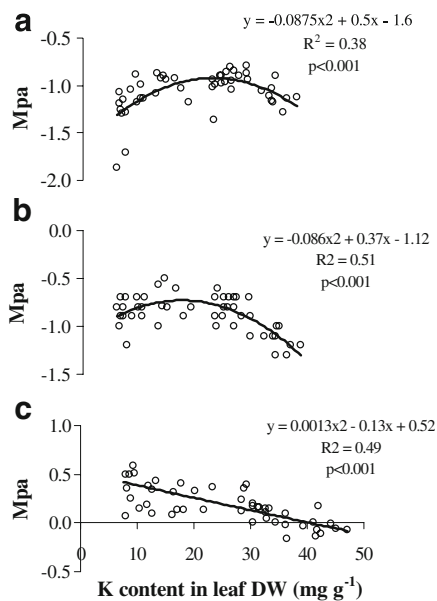 a
y = -0.0875x2 + 0.5x - 1.6
R² = 0.38
p<0.001
-0.5
-1.0
-1.5
-2.0
Mpa
b
y = -0.086x2 + 0.37x - 1.12
R2 = 0.51
p<0.001
0.0
-0.5
-1.0
-1.5
Mpa
c
y = 0.0013x2 - 0.13x + 0.52
R2 = 0.49
p<0.001
1.0
0.5
0.0
-0.5
Mpa
0 10 20 30 40 50
K content in leaf DW (mg g⁻¹)